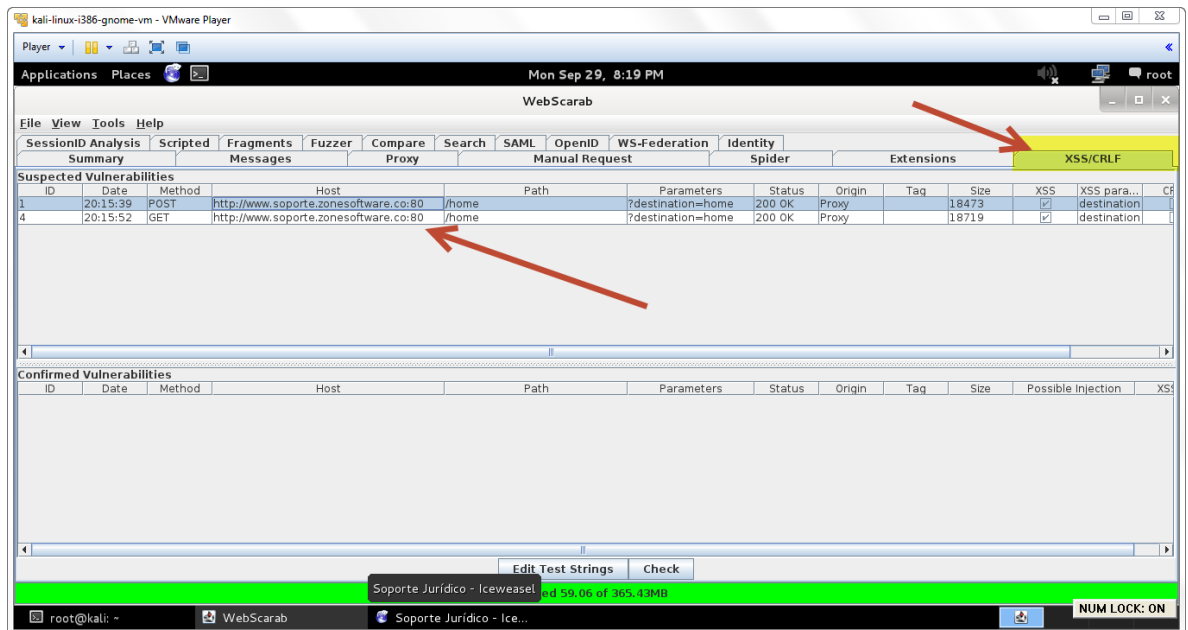 kali-linux-i386-gnome-vm - VMware Player
Player
Applications Places Mon Sep 29, 8:19 PM root
WebScarab
File View Tools Help
SessionID Analysis Scripted Fragments Fuzzer Compare Search SAML OpenID WS-Federation Identity
Summary Messages Proxy Manual Request Spider Extensions XSS/CRLF
Suspected Vulnerabilities
ID Date Method Host Path Parameters Status Origin Tag Size XSS XSS para... CR
1 20:15:39 POST http://www.soporte.zonesoftware.co:80 /home ?destination=home 200 OK Proxy 18473 destination
4 20:15:52 GET http://www.soporte.zonesoftware.co:80 /home ?destination=home 200 OK Proxy 18719 destination
Confirmed Vulnerabilities
ID Date Method Host Path Parameters Status Origin Tag Size Possible Injection XSS
Edit Test Strings Check
Soporte Jurídico - Iceweasel ed 59.06 of 365.43MB
NUM LOCK: ON
root@kali: ~ WebScarab Soporte Jurídico - Ice...